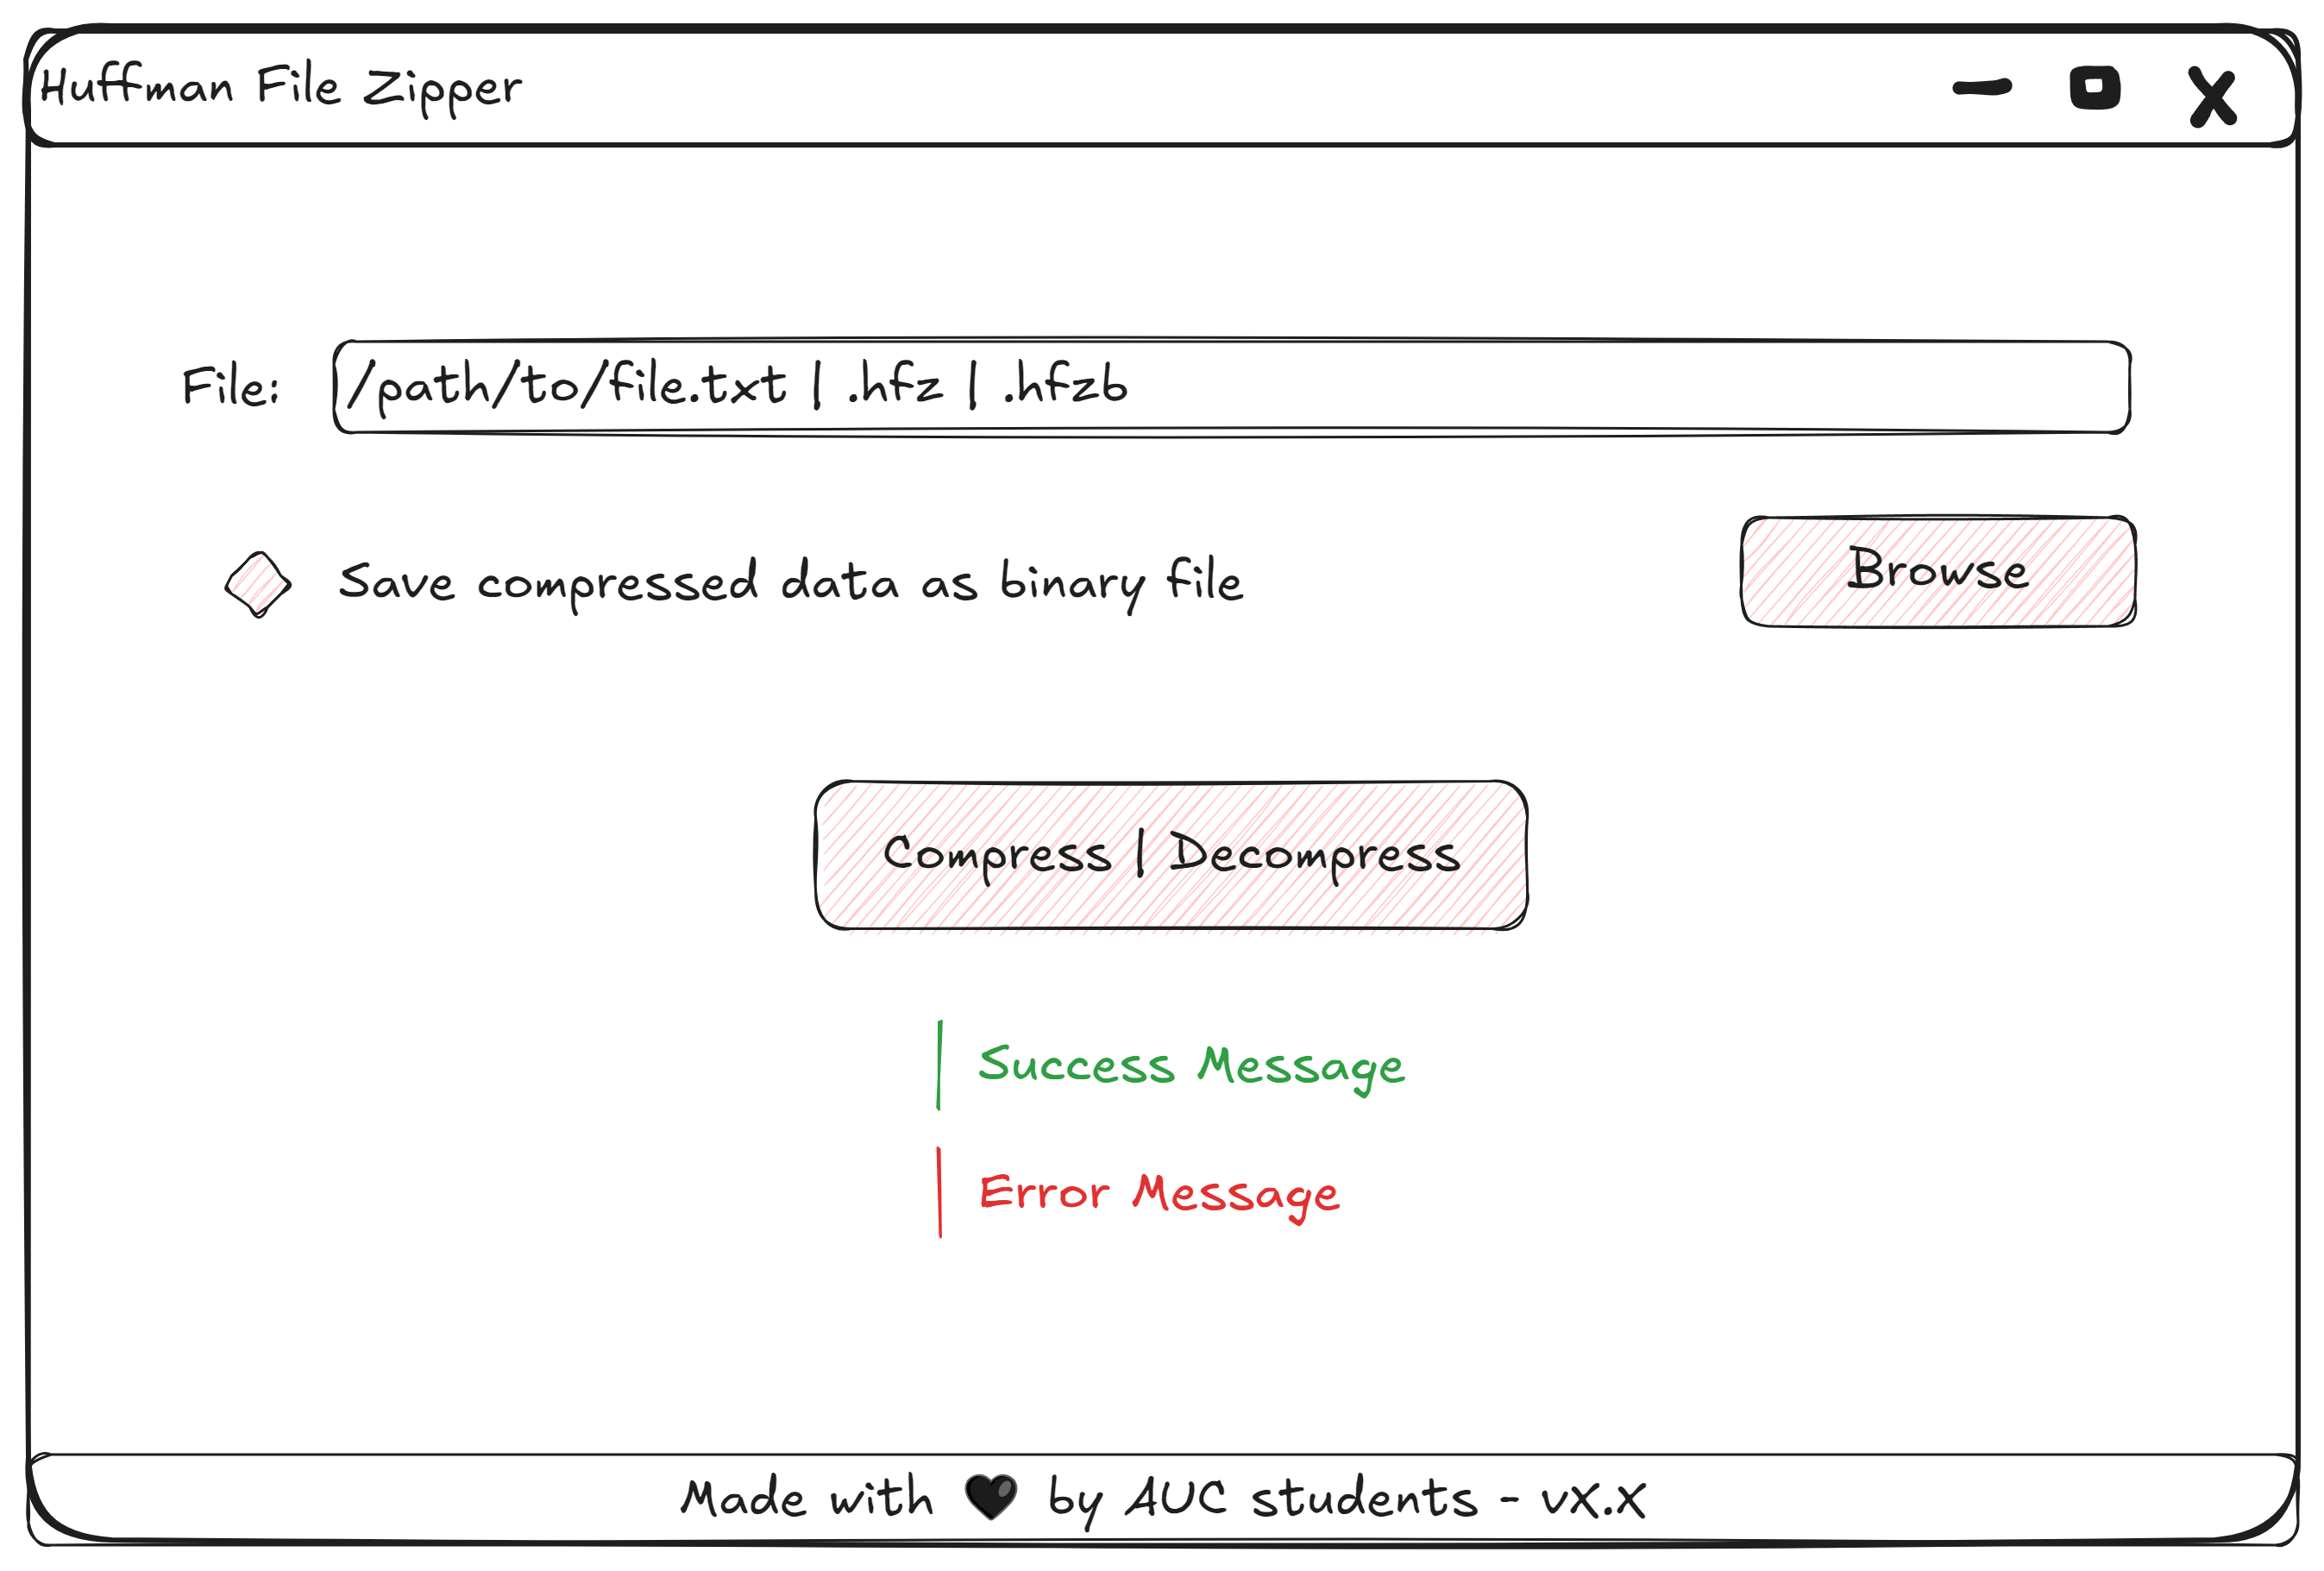 Huffman File Zipper
File: /path/to/file.txt | .hfz | .hfzb
Save compressed data as binary file
Browse
Compress | Decompress
Success Message
Error Message
Made with 🖤 by AUC students - vx.x